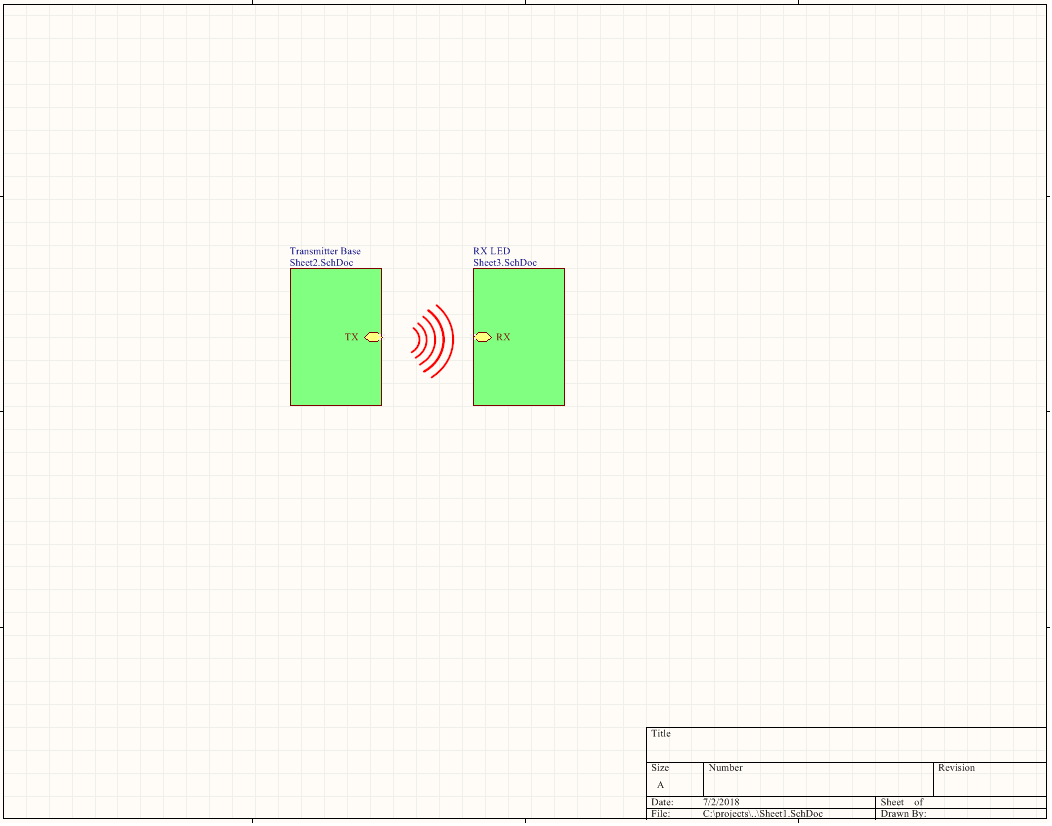 Transmitter Base
Sheet2.SchDoc
RX LED
Sheet3.SchDoc
TX
RX
Title
Size
Number
Revision
A
Date: 7/2/2018
Sheet of
File: C:\projects\..\Sheet1.SchDoc
Drawn By: